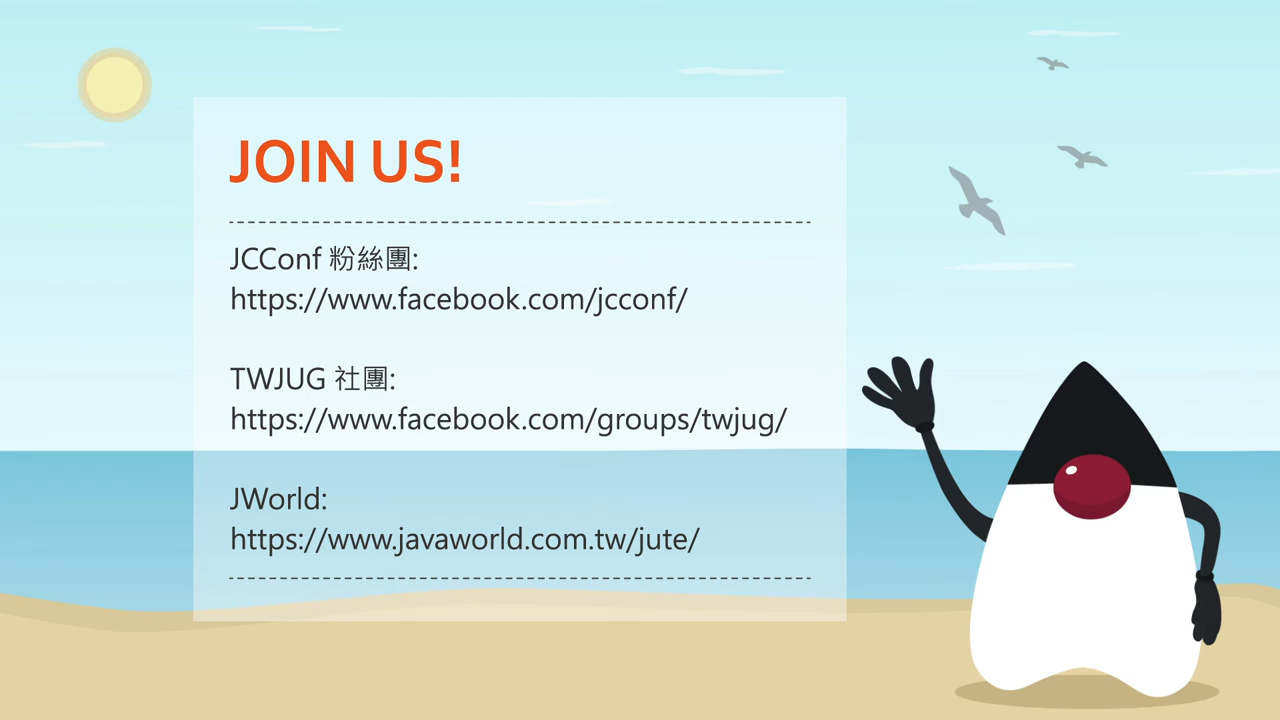 JOIN US!
JCConf 粉絲團:
https://www.facebook.com/jcconf/
TWJUG 社團:
https://www.facebook.com/groups/twjug/
JWorld:
https://www.javaworld.com.tw/jute/